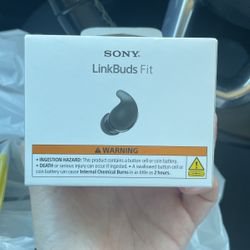 SONY
LinkBuds Fit
WARNING
• INGESTION HAZARD: This product contains a button cell or coin battery.
• DEATH or serious injury can occur if ingested. • A swallowed button cell or
coin battery can cause Internal Chemical Burns in as little as 2 hours.